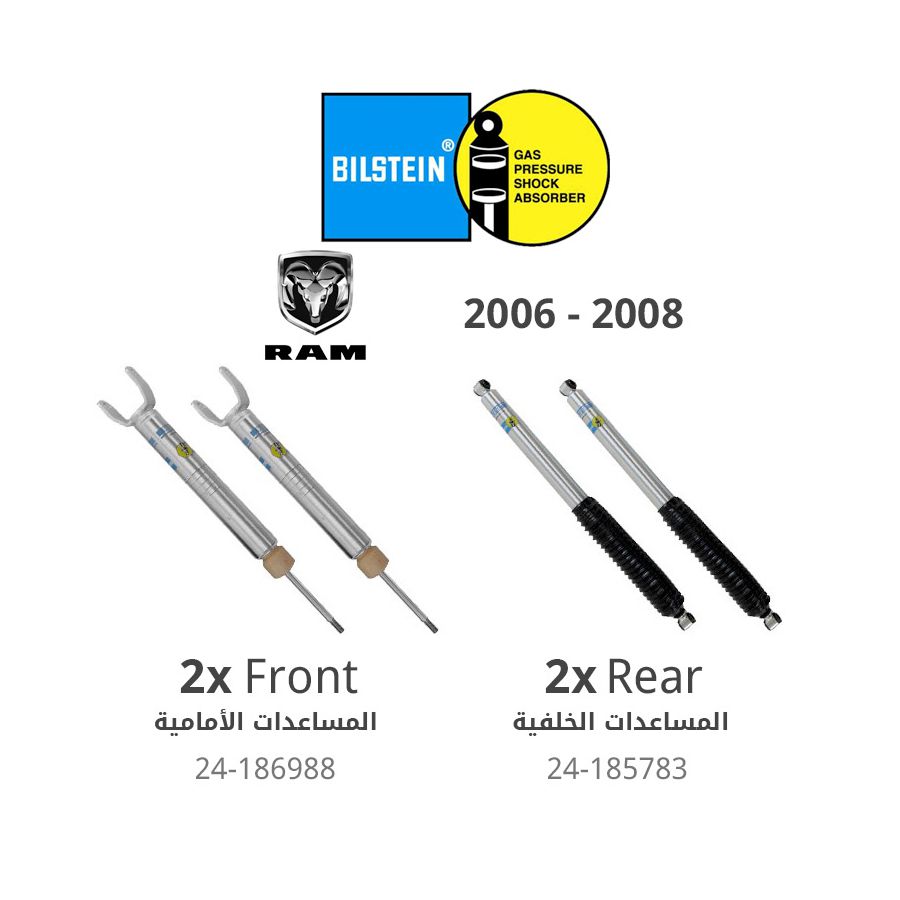 BILSTEIN®
GAS
PRESSURE
SHOCK
ABSORBER
RAM
2006 - 2008
2x Front
المساعدات الأمامية
24-186988
2x Rear
المساعدات الخلفية
24-185783